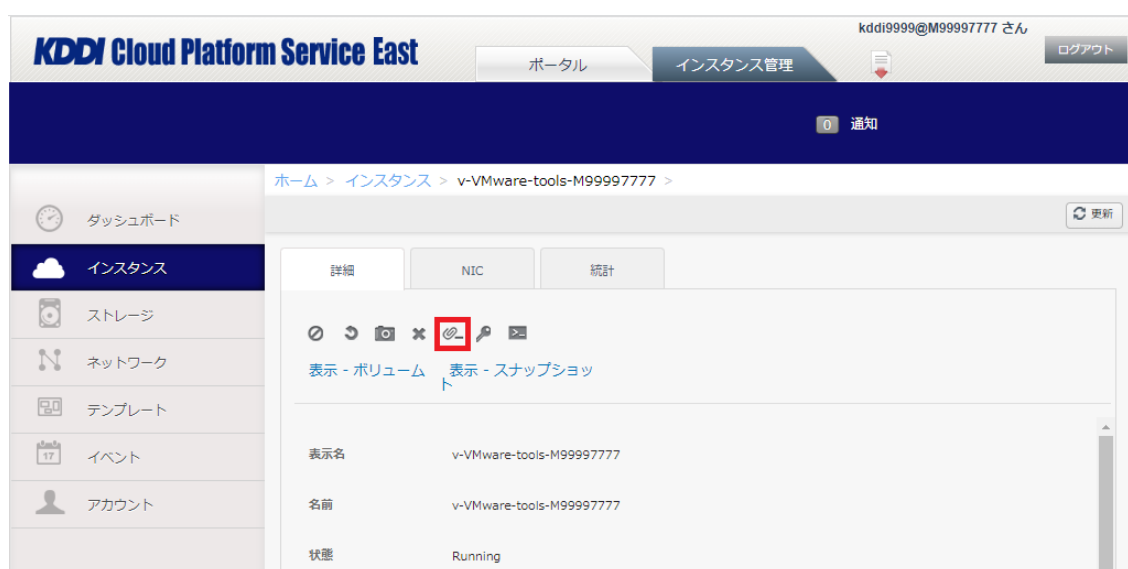 kddi9999@M99997777 さん
KDDI Cloud Platform Service East
ポータル
インスタンス管理
ログアウト
0 通知
ホーム > インスタンス > v-VMware-tools-M99997777 >
更新
ダッシュボード
インスタンス
ストレージ
ネットワーク
テンプレート
17 イベント
アカウント
詳細
NIC
統計
表示 - ボリューム 表示 - スナップショッ
ト
表示名 v-VMware-tools-M99997777
名前 v-VMware-tools-M99997777
状態 Running